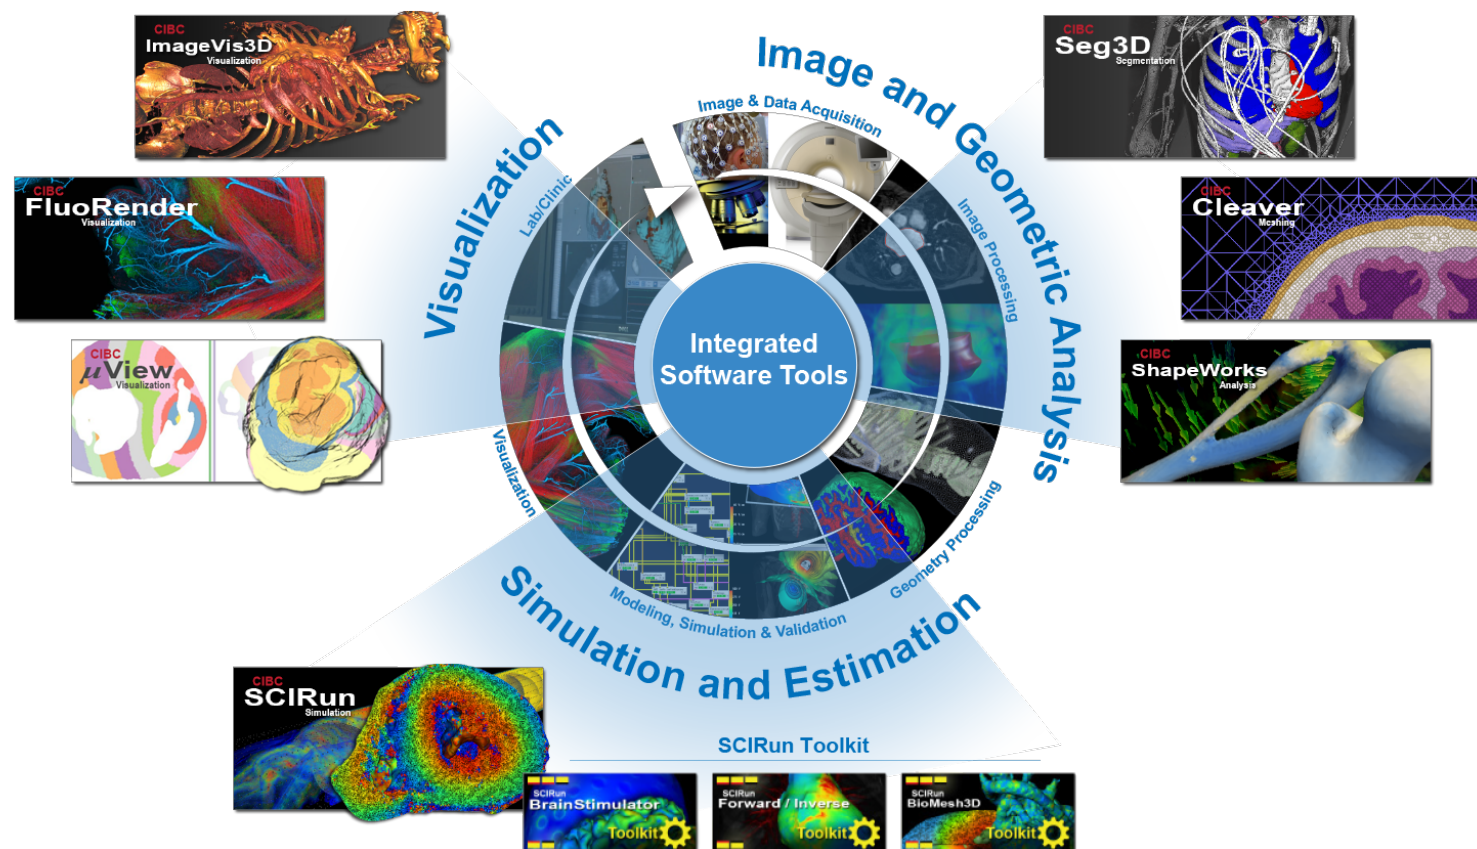 CIBC
ImageVis3D
Visualization
CIBC
FluoRender
Visualization
CIBC
μView
Visualization
Visualization
Image and Geometric Analysis
Simulation and Estimation
Image & Data Acquisition
Image Processing
Geometry Processing
Modeling, Simulation & Validation
Visualization
Lab/Clinic
Integrated
Software Tools
CIBC
Seg3D
Segmentation
CIBC
Cleaver
Meshing
CIBC
ShapeWorks
Analysis
CIBC
SCIRun
Simulation
SCIRun Toolkit
SCIRun
BrainStimulator
Toolkit
SCIRun
Forward / Inverse
Toolkit
SCIRun
BioMesh3D
Toolkit